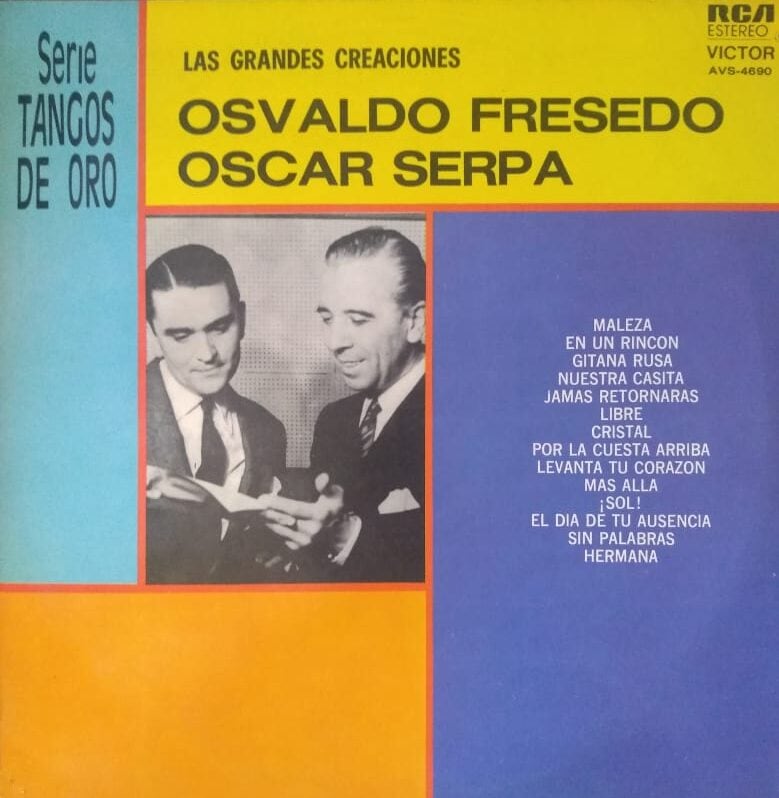 Serie
TANGOS
DE ORO
LAS GRANDES CREACIONES
OSVALDO FRESEDO
OSCAR SERPA
RCA
ESTEREO
VICTOR
AVS-4690
MALEZA
EN UN RINCON
GITANA RUSA
NUESTRA CASITA
JAMAS RETORNARAS
LIBRE
CRISTAL
POR LA CUESTA ARRIBA
LEVANTA TU CORAZON
MAS ALLA
¡SOL!
EL DIA DE TU AUSENCIA
SIN PALABRAS
HERMANA